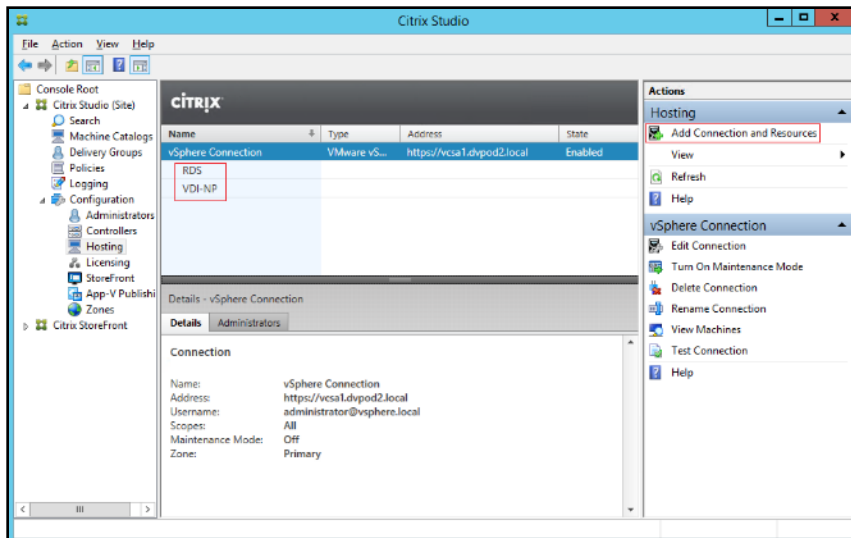 Citrix Studio
File Action View Help
Console Root
Citrix Studio (Site)
Search
Machine Catalogs
Delivery Groups
Policies
Logging
Configuration
Administrators
Controllers
Hosting
Licensing
StoreFront
App-V Publishi
Zones
Citrix StoreFront
CITRIX
Name Type Address State
vSphere Connection VMware vS... https://vcsa1.dvpod2.local Enabled
RDS
VDI-NP
Details - vSphere Connection
Details Administrators
Connection
Name: vSphere Connection
Address: https://vcsa1.dvpod2.local
Username: administrator@vsphere.local
Scopes: All
Maintenance Mode: Off
Zone: Primary
Actions
Hosting
Add Connection and Resources
View
Refresh
Help
vSphere Connection
Edit Connection
Turn On Maintenance Mode
Delete Connection
Rename Connection
View Machines
Test Connection
Help